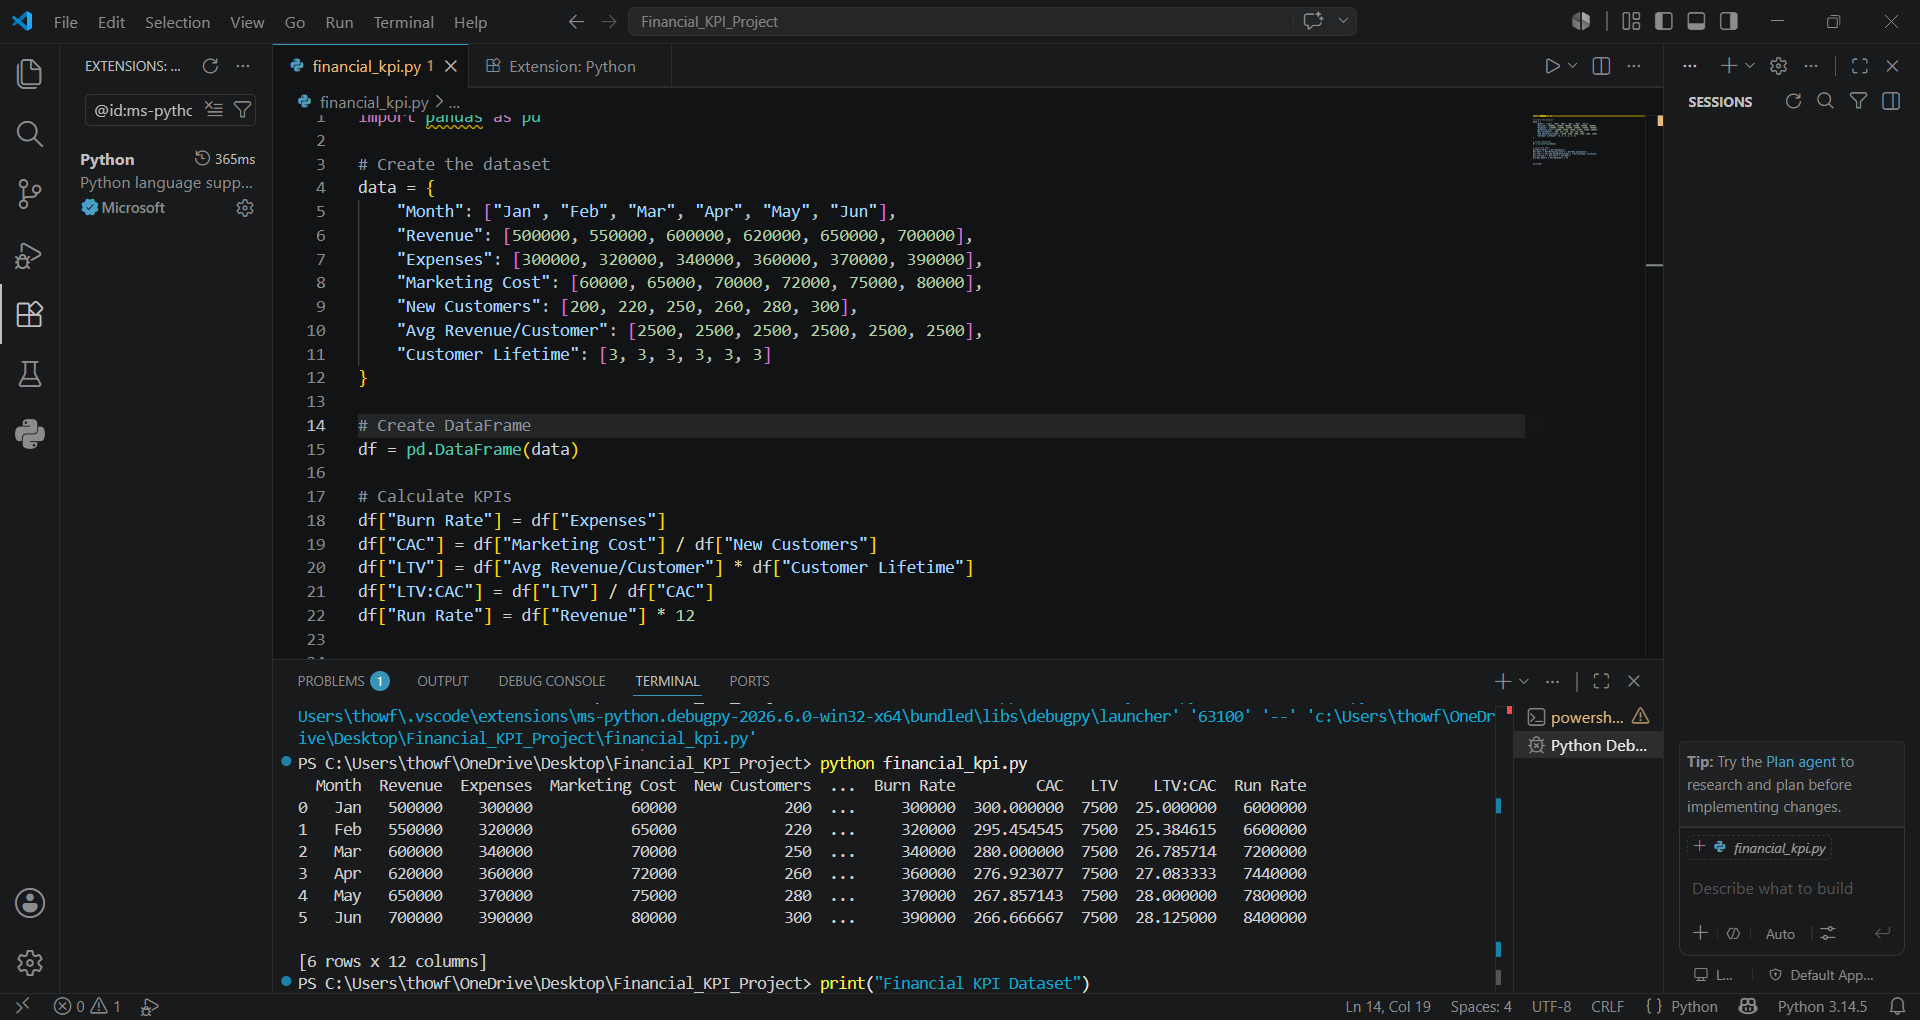 File Edit Selection View Go Run Terminal Help
Financial_KPI_Project
EXTENSIONS: ...
financial_kpi.py 1
Extension: Python
@id:ms-pythc
Python 365ms
Python language supp...
Microsoft
financial_kpi.py > ...
1 import pandas as pd
2
3 # Create the dataset
4 data = {
5 "Month": ["Jan", "Feb", "Mar", "Apr", "May", "Jun"],
6 "Revenue": [500000, 550000, 600000, 620000, 650000, 700000],
7 "Expenses": [300000, 320000, 340000, 360000, 370000, 390000],
8 "Marketing Cost": [60000, 65000, 70000, 72000, 75000, 80000],
9 "New Customers": [200, 220, 250, 260, 280, 300],
10 "Avg Revenue/Customer": [2500, 2500, 2500, 2500, 2500, 2500],
11 "Customer Lifetime": [3, 3, 3, 3, 3, 3]
12 }
13
14 # Create DataFrame
15 df = pd.DataFrame(data)
16
17 # Calculate KPIs
18 df["Burn Rate"] = df["Expenses"]
19 df["CAC"] = df["Marketing Cost"] / df["New Customers"]
20 df["LTV"] = df["Avg Revenue/Customer"] * df["Customer Lifetime"]
21 df["LTV:CAC"] = df["LTV"] / df["CAC"]
22 df["Run Rate"] = df["Revenue"] * 12
23
PROBLEMS 1 OUTPUT DEBUG CONSOLE TERMINAL PORTS
Users\thowf\.vscode\extensions\ms-python.debugpy-2026.6.0-win32-x64\bundled\libs\debugpy\launcher' '63100' '--' 'c:\Users\thowf\OneDr
ive\Desktop\Financial_KPI_Project\financial_kpi.py'
PS C:\Users\thowf\OneDrive\Desktop\Financial_KPI_Project> python financial_kpi.py
Month Revenue Expenses Marketing Cost New Customers ... Burn Rate CAC LTV LTV:CAC Run Rate
0 Jan 500000 300000 60000 200 ... 300000 300.000000 7500 25.000000 6000000
1 Feb 550000 320000 65000 220 ... 320000 295.454545 7500 25.384615 6600000
2 Mar 600000 340000 70000 250 ... 340000 280.000000 7500 26.785714 7200000
3 Apr 620000 360000 72000 260 ... 360000 276.923077 7500 27.083333 7440000
4 May 650000 370000 75000 280 ... 370000 267.857143 7500 28.000000 7800000
5 Jun 700000 390000 80000 300 ... 390000 266.666667 7500 28.125000 8400000
[6 rows x 12 columns]
PS C:\Users\thowf\OneDrive\Desktop\Financial_KPI_Project> print("Financial KPI Dataset")
powersh...
Python Deb...
SESSIONS
Tip: Try the Plan agent to
research and plan before
implementing changes.
financial_kpi.py
Describe what to build
Auto
L... Default App...
0 1
Ln 14, Col 19 Spaces: 4 UTF-8 CRLF { } Python Python 3.14.5